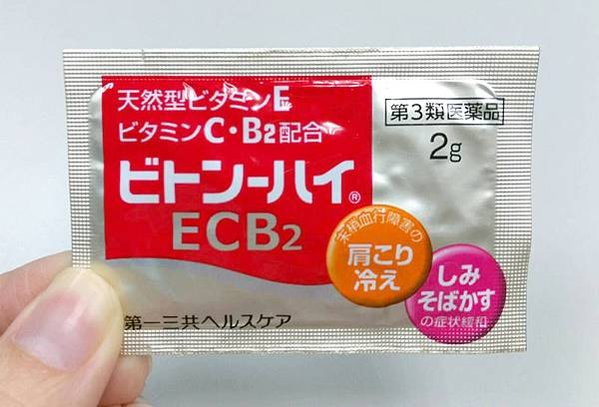 天然型ビタミンE
ビタミンC・B2配合
ビトン-ハイ®
ECB2
第3類医薬品
2g
末梢血行障害の
肩こり
冷え
しみ
そばかす
の症状緩和
第一三共ヘルスケア